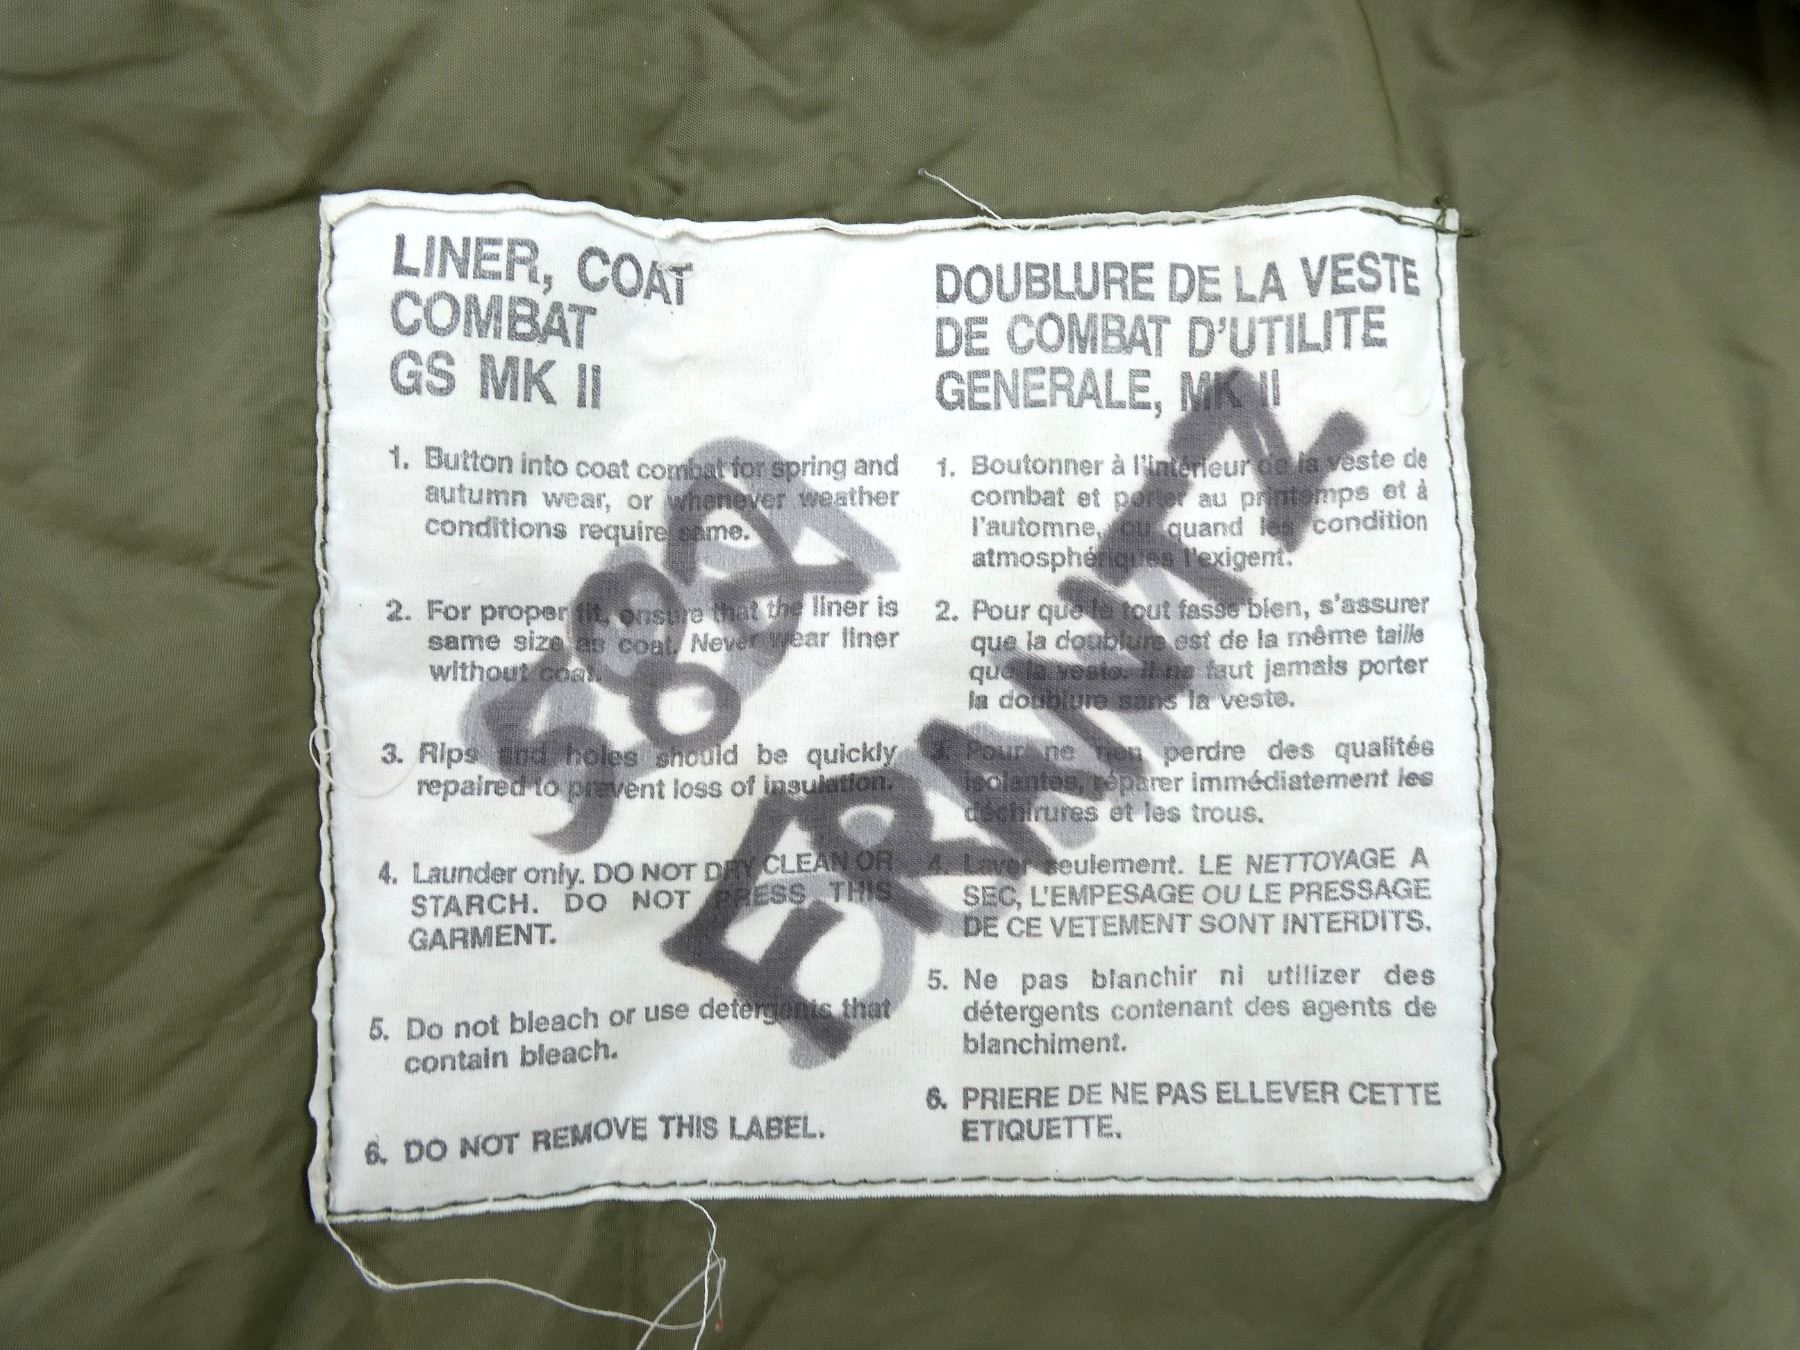 LINER, COAT
COMBAT
GS MK II
1. Button into coat combat for spring and
autumn wear, or whenever weather
conditions require same.
2. For proper fit, ensure that the liner is
same size as coat. Never wear liner
without coat.
3. Rips and holes should be quickly
repaired to prevent loss of insulation.
4. Launder only. DO NOT DRY CLEAN OR
STARCH. DO NOT PRESS THIS
GARMENT.
5. Do not bleach or use detergents that
contain bleach.
6. DO NOT REMOVE THIS LABEL.
DOUBLURE DE LA VESTE
DE COMBAT D'UTILITE
GENERALE, MK II
1. Boutonner à l'intérieur de la veste de
combat et porter au printemps et à
l'automne, ou quand les condition
atmosphériques l'exigent.
2. Pour que le tout fasse bien, s'assurer
que la doublure est de la même taille
que la veste. Il ne faut jamais porter
la doublure sans la veste.
3. Pour ne rien perdre des qualités
isolantes, réparer immédiatement les
déchirures et les trous.
4. Laver seulement. LE NETTOYAGE A
SEC, L'EMPESAGE OU LE PRESSAGE
DE CE VETEMENT SONT INTERDITS.
5. Ne pas blanchir ni utilizer des
détergents contenant des agents de
blanchiment.
6. PRIERE DE NE PAS ELLEVER CETTE
ETIQUETTE.